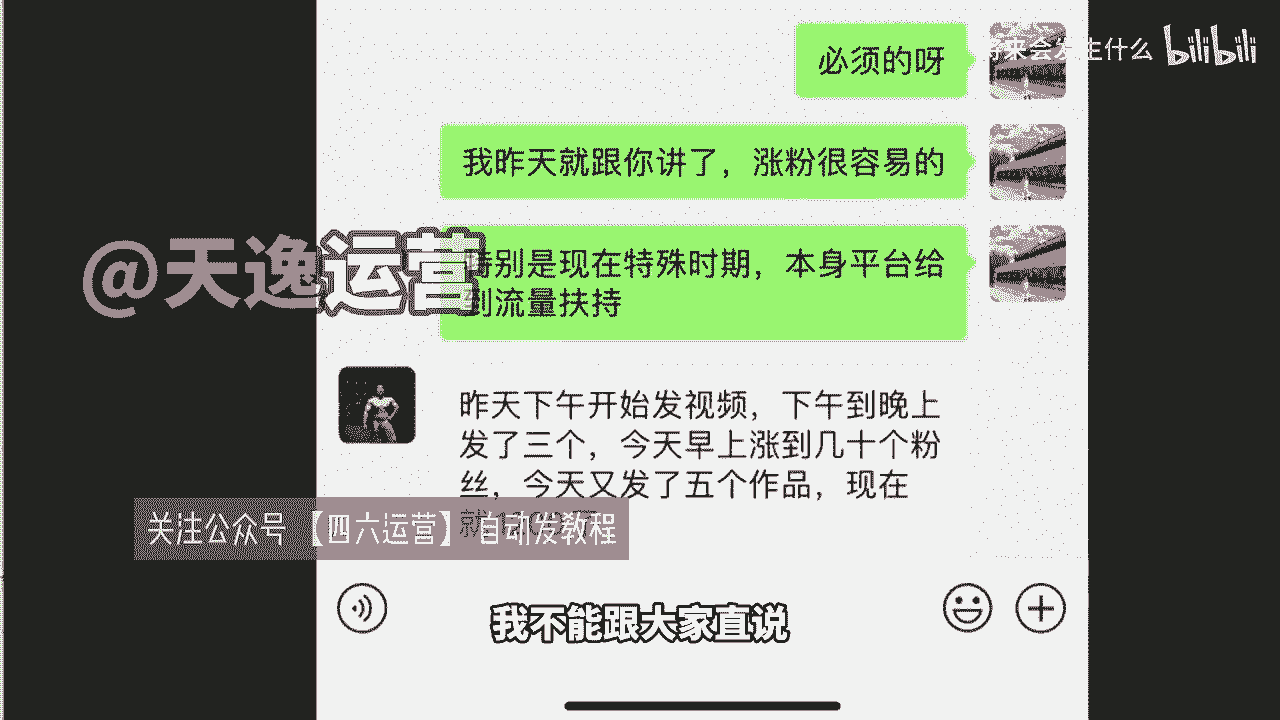 必须的呀
来会发生什么 bilibili
我昨天就跟你讲了，涨粉很容易的
@天逸运营
特别是现在特殊时期，本身平台给
到流量扶持
昨天下午开始发视频，下午到晚上
发了三个，今天早上涨到几十个粉
丝，今天又发了五个作品，现在
就
关注公众号 【四六运营】 自动发教程
我不能跟大家直说